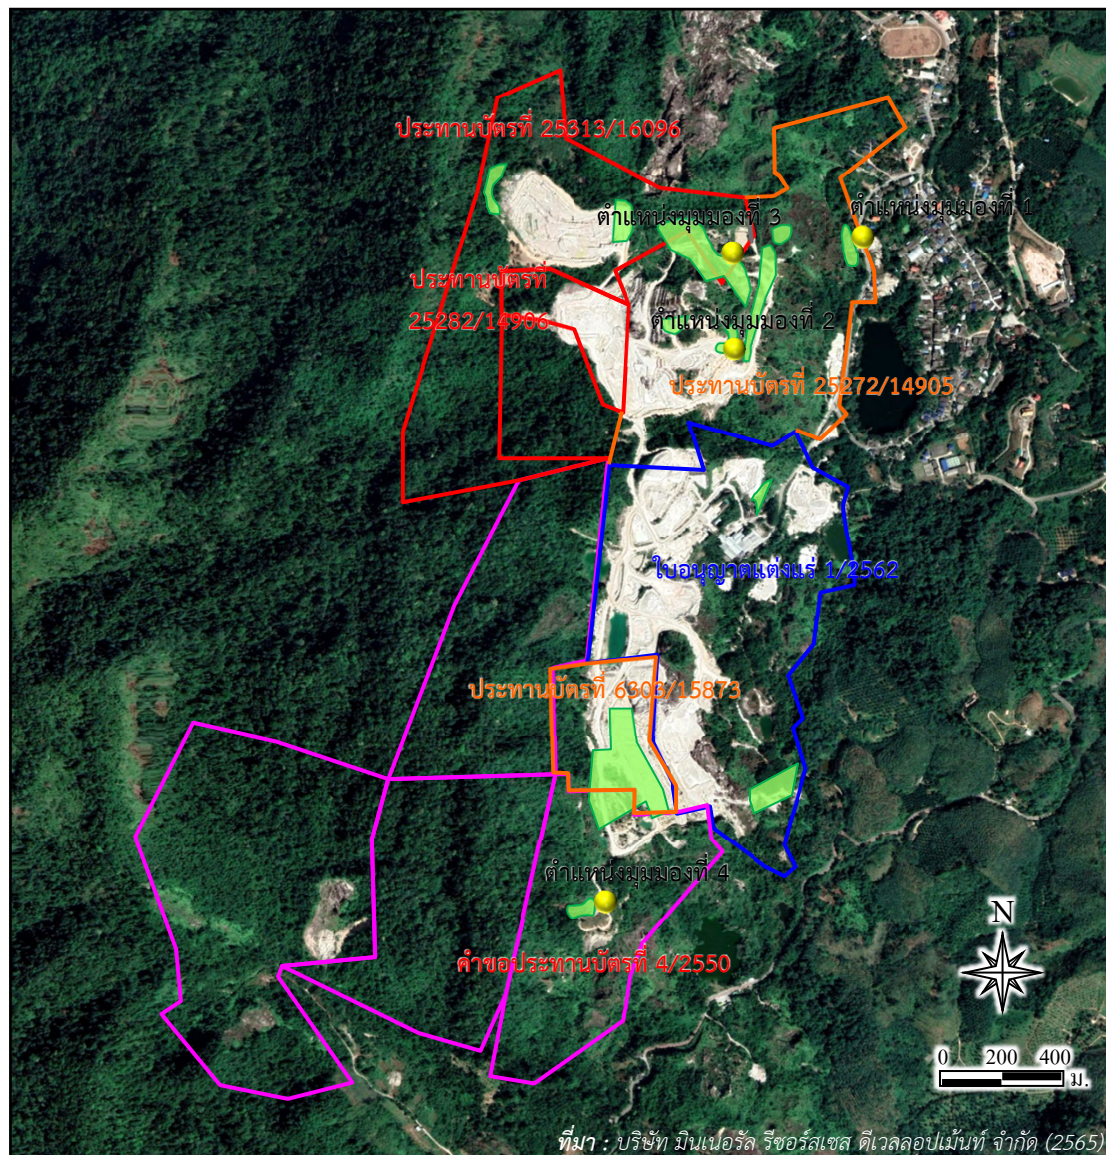 ประทานบัตรที่ 25313/16096
ตำแหน่งมุมมองที่ 3
ตำแหน่งมุมมองที่ 1
ประทานบัตรที่
25282/14906
ตำแหน่งมุมมองที่ 2
ประทานบัตรที่ 25272/14905
ใบอนุญาตแต่งแร่ 1/2562
ประทานบัตรที่ 6303/15873
ตำแหน่งมุมมองที่ 4
คำขอประทานบัตรที่ 4/2550
N
0 200 400
ม.
ที่มา : บริษัท มินเนอรัล รีซอร์สเซส ดีเวลลอปเม้นท์ จำกัด (2565)